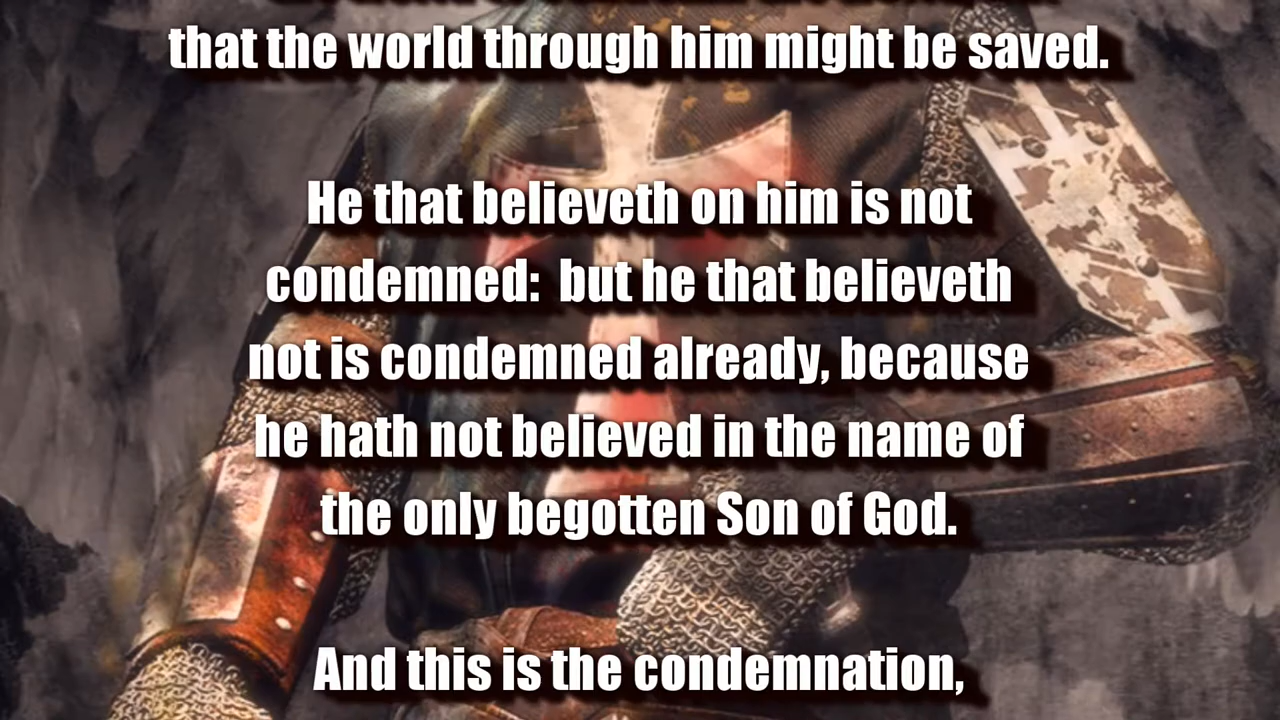 that the world through him might be saved.
He that believeth on him is not
condemned:  but he that believeth
not is condemned already, because
he hath not believed in the name of
the only begotten Son of God.
And this is the condemnation,